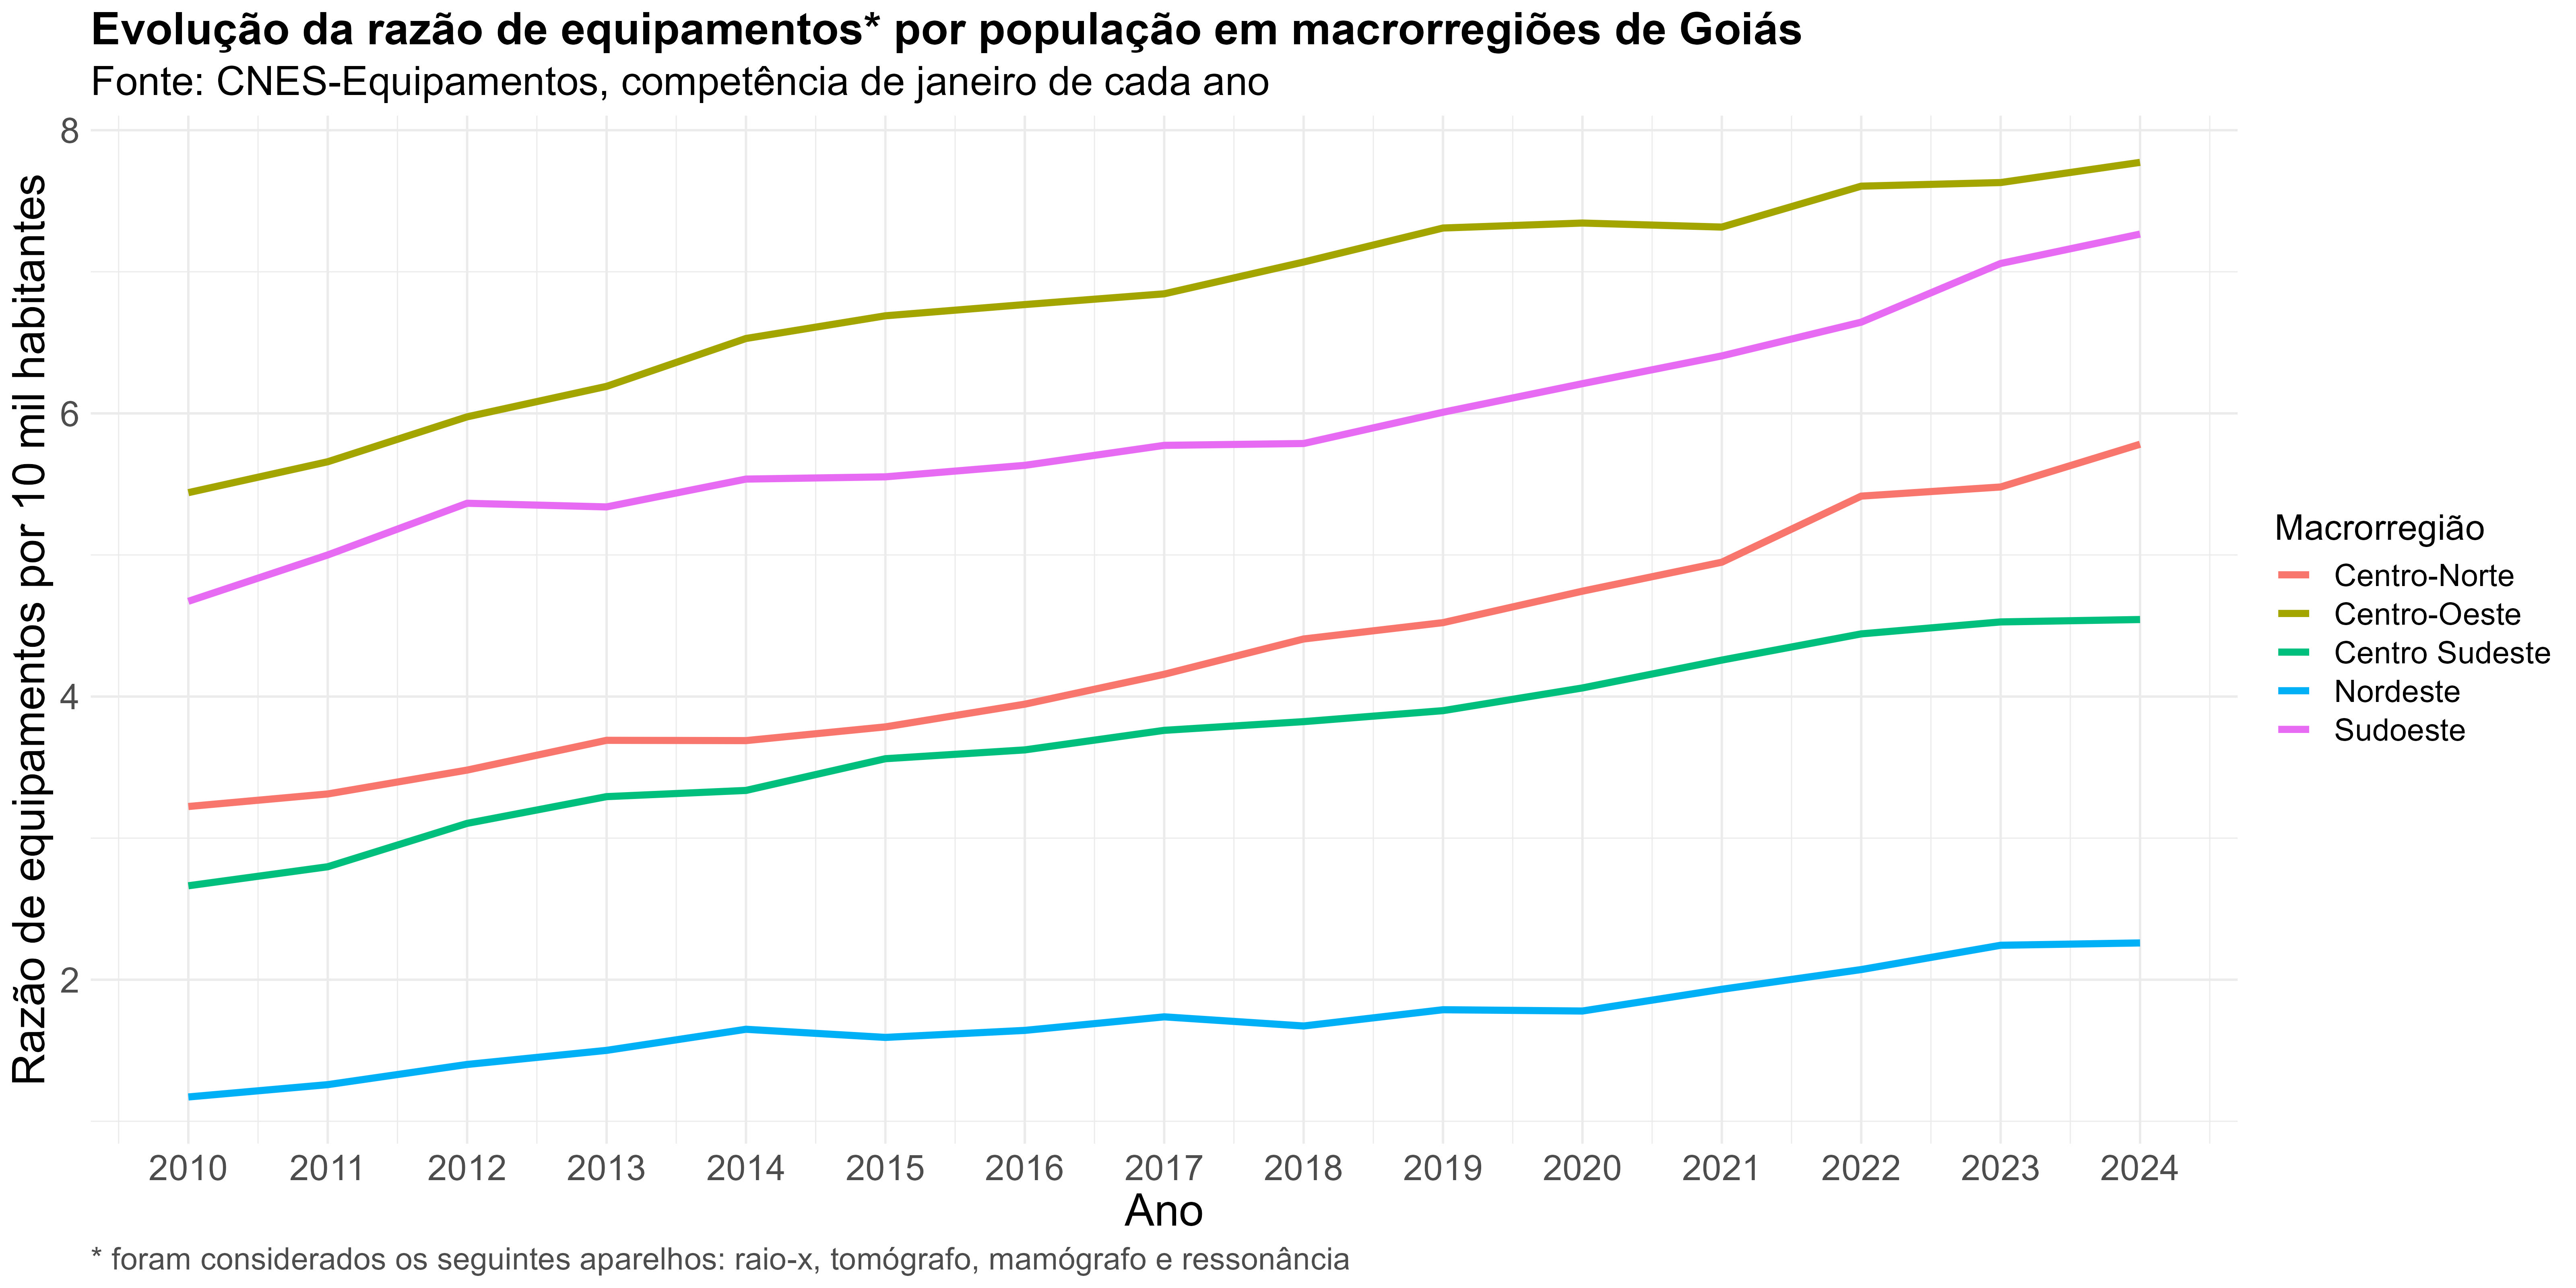 Evolução da razão de equipamentos* por população em macrorregiões de Goiás
Fonte: CNES-Equipamentos, competência de janeiro de cada ano
Razão de equipamentos por 10 mil habitantes
8
6
4
2
2010 2011 2012 2013 2014 2015 2016 2017 2018 2019 2020 2021 2022 2023 2024
Ano
Macrorregião
Centro-Norte
Centro-Oeste
Centro Sudeste
Nordeste
Sudoeste
* foram considerados os seguintes aparelhos: raio-x, tomógrafo, mamógrafo e ressonância